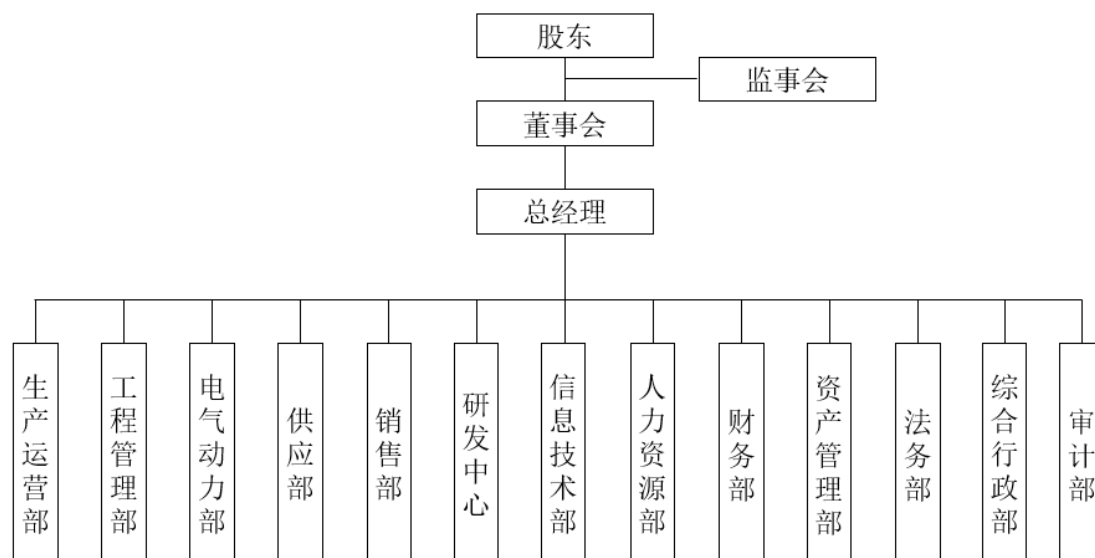 股东
监事会
董事会
总经理
生产运营部
工程管理部
电气动力部
供应部
销售部
研发中心
信息技术部
人力资源部
财务部
资产管理部
法务部
综合行政部
审计部